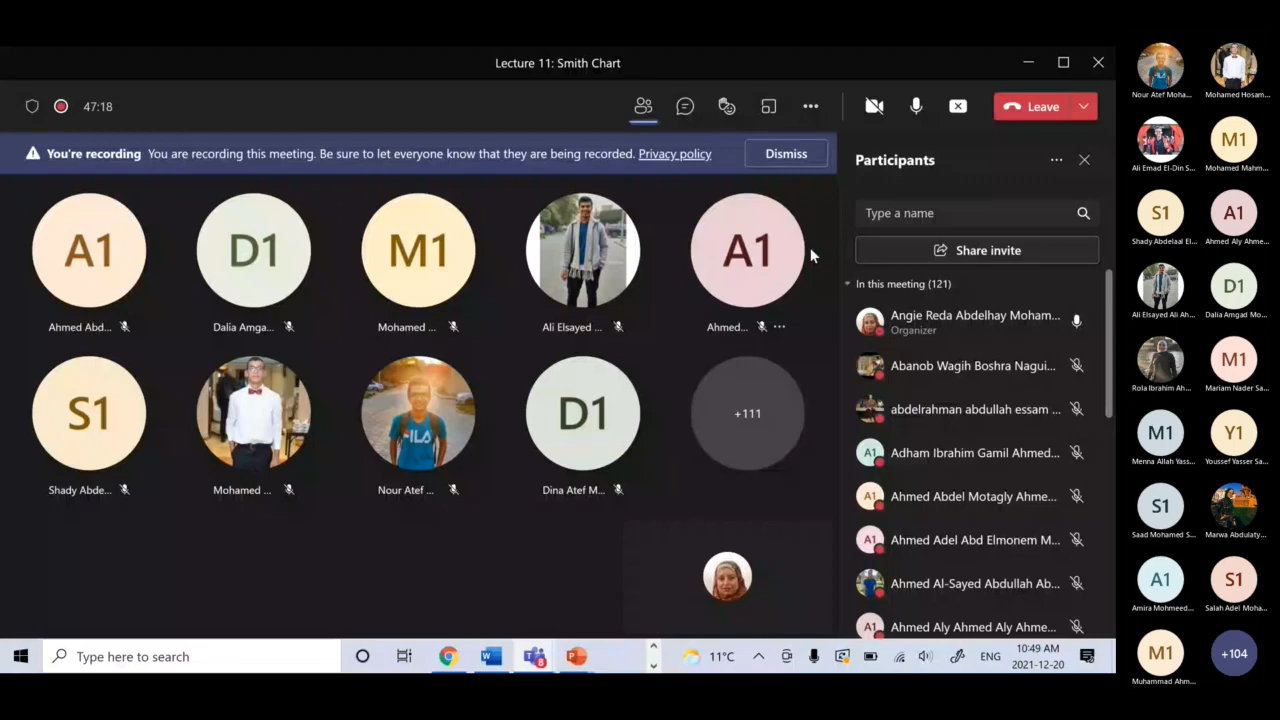 Lecture 11: Smith Chart
47:18
Leave
You're recording You are recording this meeting. Be sure to let everyone know that they are being recorded. Privacy policy
Dismiss
A1
D1
M1
A1
Ahmed Abd...
Dalia Amga...
Mohamed ...
Ali Elsayed ...
Ahmed...
S1
FILA
D1
+111
Shady Abde...
Mohamed ...
Nour Atef ...
Dina Atef M...
Participants
Type a name
Share invite
In this meeting (121)
Angie Reda Abdelhay Moham...
Organizer
Abanob Wagih Boshra Nagui...
abdelrahman abdullah essam ...
A1
Adham Ibrahim Gamil Ahmed...
A1
Ahmed Abdel Motagly Ahme...
A1
Ahmed Adel Abd Elmonem M...
Ahmed Al-Sayed Abdullah Ab...
A1
Ahmed Aly Ahmed Aly Ahme...
Type here to search
8
11°C
ENG
10:49 AM
2021-12-20
Nour Atef Moha...
Mohamed Hosam...
M1
Ali Emad El-Din S...
Mohamed Mahm...
S1
A1
Shady Abdelaal El...
Ahmed Aly Ahme...
D1
Ali Elsayed Ali Ah...
Dalia Amgad Mo...
M1
Rola Ibrahim Ah...
Mariam Nader Sa...
M1
Y1
Menna Allah Yass...
Youssef Yasser Sa...
S1
Saad Mohamed S...
Marwa Abdulaty...
A1
S1
Amira Mohmeed...
Salah Adel Moha...
M1
+104
Muhammad Ahm...